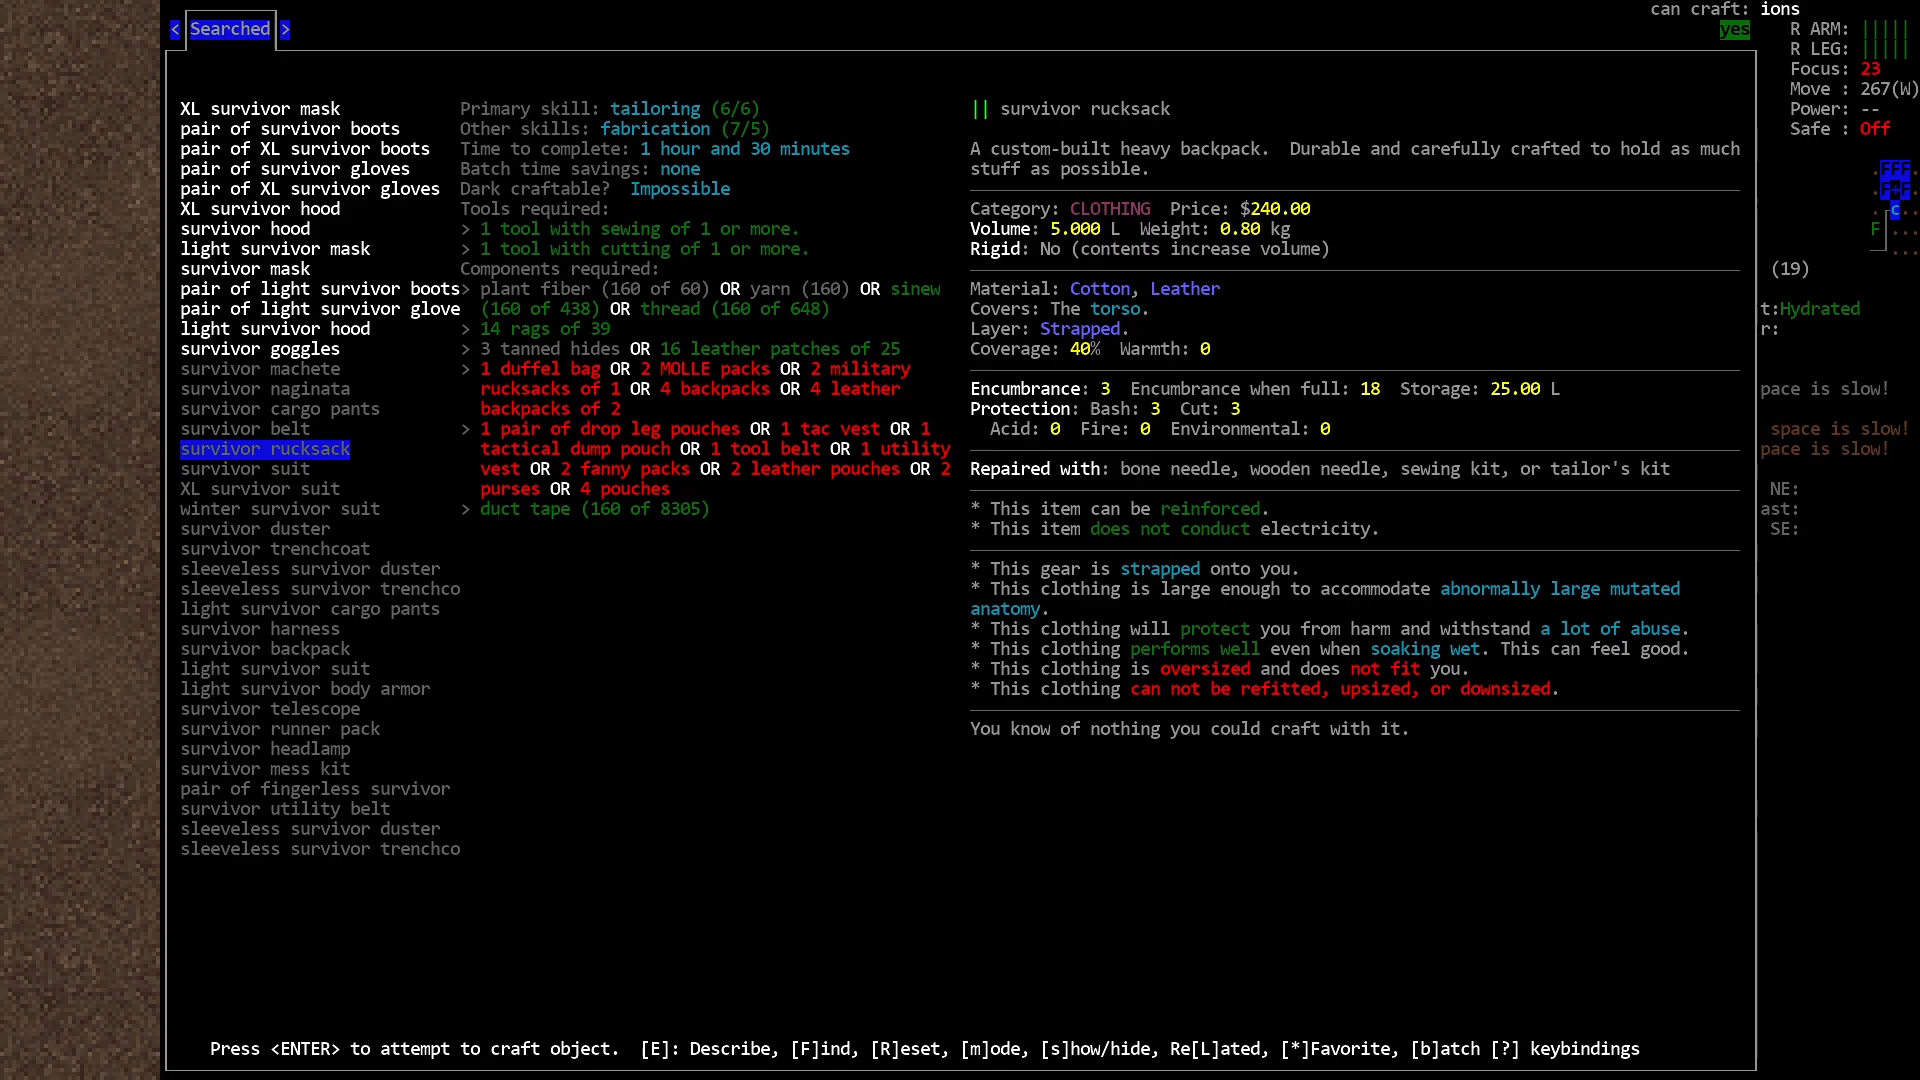 can craft: ions
< Searched > yes R ARM: |||||
R LEG: |||||
Focus: 23
Move : 267(W)
Power: --
Safe : Off
XL survivor mask Primary skill: tailoring (6/6) || survivor rucksack
pair of survivor boots Other skills: fabrication (7/5)
pair of XL survivor boots Time to complete: 1 hour and 30 minutes A custom-built heavy backpack.  Durable and carefully crafted to hold as much
pair of survivor gloves Batch time savings: none stuff as possible.
pair of XL survivor gloves Dark craftable?  Impossible
XL survivor hood Tools required: Category: CLOTHING  Price: $240.00
survivor hood > 1 tool with sewing of 1 or more. Volume: 5.000 L  Weight: 0.80 kg
light survivor mask > 1 tool with cutting of 1 or more. Rigid: No (contents increase volume)
survivor mask Components required: (19)
pair of light survivor boots> plant fiber (160 of 60) OR yarn (160) OR sinew Material: Cotton, Leather
pair of light survivor glove (160 of 438) OR thread (160 of 648) Covers: The torso. t:Hydrated
light survivor hood > 14 rags of 39 Layer: Strapped. r:
survivor goggles > 3 tanned hides OR 16 leather patches of 25 Coverage: 40%  Warmth: 0
survivor machete > 1 duffel bag OR 2 MOLLE packs OR 2 military
survivor naginata rucksacks of 1 OR 4 backpacks OR 4 leather Encumbrance: 3  Encumbrance when full: 18  Storage: 25.00 L pace is slow!
survivor cargo pants backpacks of 2 Protection: Bash: 3  Cut: 3
survivor belt > 1 pair of drop leg pouches OR 1 tac vest OR 1 Acid: 0  Fire: 0  Environmental: 0 space is slow!
survivor rucksack tactical dump pouch OR 1 tool belt OR 1 utility pace is slow!
survivor suit vest OR 2 fanny packs OR 2 leather pouches OR 2 Repaired with: bone needle, wooden needle, sewing kit, or tailor's kit
XL survivor suit purses OR 4 pouches NE:
winter survivor suit > duct tape (160 of 8305) * This item can be reinforced. ast:
survivor duster * This item does not conduct electricity. SE:
survivor trenchcoat
sleeveless survivor duster * This gear is strapped onto you.
sleeveless survivor trenchco * This clothing is large enough to accommodate abnormally large mutated
light survivor cargo pants anatomy.
survivor harness * This clothing will protect you from harm and withstand a lot of abuse.
survivor backpack * This clothing performs well even when soaking wet. This can feel good.
light survivor suit * This clothing is oversized and does not fit you.
light survivor body armor * This clothing can not be refitted, upsized, or downsized.
survivor telescope
survivor runner pack You know of nothing you could craft with it.
survivor headlamp
survivor mess kit
pair of fingerless survivor
survivor utility belt
sleeveless survivor duster
sleeveless survivor trenchco
Press <ENTER> to attempt to craft object.  [E]: Describe, [F]ind, [R]eset, [m]ode, [s]how/hide, Re[L]ated, [*]Favorite, [b]atch [?] keybindings